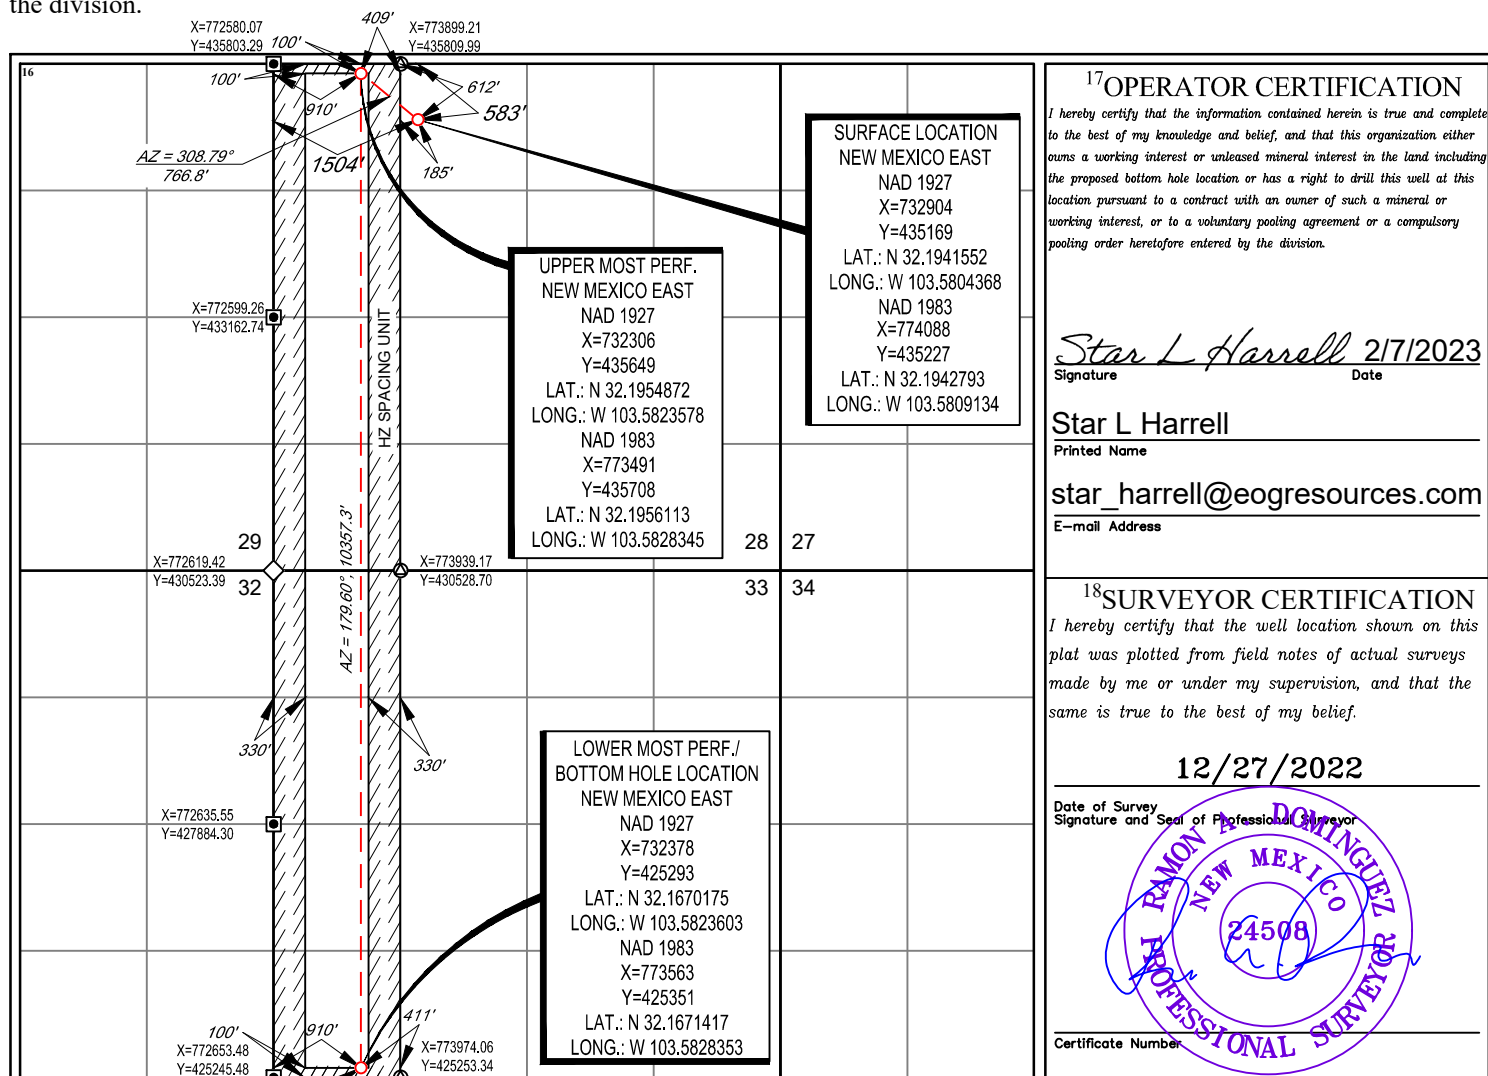 the division.
X=772580.07
Y=435803.29
100'
409'
X=773899.21
Y=435809.99
16
100'
910'
612'
583'
AZ = 308.79°
766.8'
1504'
185'
SURFACE LOCATION
NEW MEXICO EAST
NAD 1927
X=732904
Y=435169
LAT.: N 32.1941552
LONG.: W 103.5804368
NAD 1983
X=774088
Y=435227
LAT.: N 32.1942793
LONG.: W 103.5809134
UPPER MOST PERF.
NEW MEXICO EAST
NAD 1927
X=732306
Y=435649
LAT.: N 32.1954872
LONG.: W 103.5823578
NAD 1983
X=773491
Y=435708
LAT.: N 32.1956113
LONG.: W 103.5828345
X=772599.26
Y=433162.74
HZ SPACING UNIT
29
28
27
X=772619.42
Y=430523.39
X=773939.17
Y=430528.70
32
33
34
AZ = 179.60°, 10357.3'
330'
330'
LOWER MOST PERF./
BOTTOM HOLE LOCATION
NEW MEXICO EAST
NAD 1927
X=732378
Y=425293
LAT.: N 32.1670175
LONG.: W 103.5823603
NAD 1983
X=773563
Y=425351
LAT.: N 32.1671417
LONG.: W 103.5828353
X=772635.55
Y=427884.30
100'
910'
411'
X=772653.48
Y=425245.48
X=773974.06
Y=425253.34
17OPERATOR CERTIFICATION
I hereby certify that the information contained herein is true and complete
to the best of my knowledge and belief, and that this organization either
owns a working interest or unleased mineral interest in the land including
the proposed bottom hole location or has a right to drill this well at this
location pursuant to a contract with an owner of such a mineral or
working interest, or to a voluntary pooling agreement or a compulsory
pooling order heretofore entered by the division.
Star L Harrell 2/7/2023
Signature Date
Star L Harrell
Printed Name
star_harrell@eogresources.com
E-mail Address
18SURVEYOR CERTIFICATION
I hereby certify that the well location shown on this
plat was plotted from field notes of actual surveys
made by me or under my supervision, and that the
same is true to the best of my belief.
12/27/2022
Date of Survey
Signature and Seal of Professional Surveyor
RAMON A. DOMINGUEZ
NEW MEXICO
24508
PROFESSIONAL SURVEYOR
Certificate Number